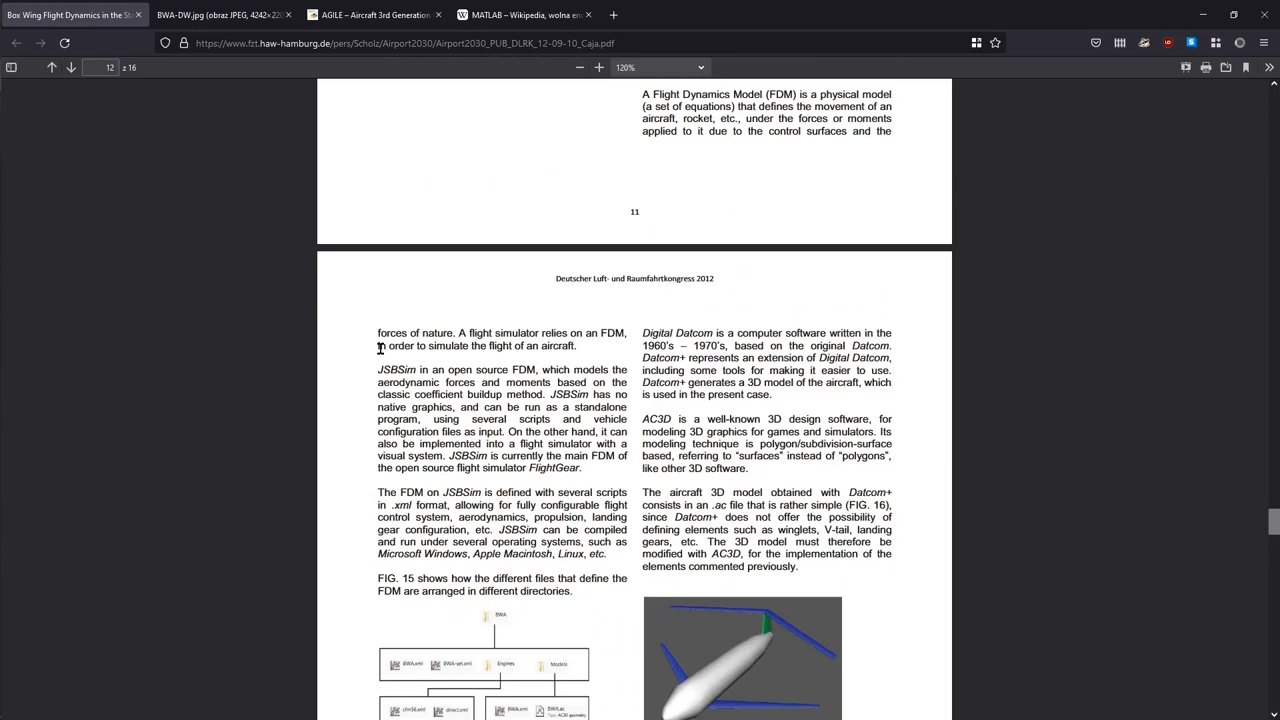 Box Wing Flight Dynamics in the Sta
BWA-DW.jpg (obraz JPEG, 4242×220
AGILE – Aircraft 3rd Generation
MATLAB – Wikipedia, wolna enc
https://www.fzt.haw-hamburg.de/pers/Scholz/Airport2030/Airport2030_PUB_DLRK_12-09-10_Caja.pdf
12 z 16
120%
A Flight Dynamics Model (FDM) is a physical model
(a set of equations) that defines the movement of an
aircraft, rocket, etc., under the forces or moments
applied to it due to the control surfaces and the
11
Deutscher Luft- und Raumfahrtkongress 2012
forces of nature. A flight simulator relies on an FDM,
in order to simulate the flight of an aircraft.
JSBSim in an open source FDM, which models the
aerodynamic forces and moments based on the
classic coefficient buildup method. JSBSim has no
native graphics, and can be run as a standalone
program, using several scripts and vehicle
configuration files as input. On the other hand, it can
also be implemented into a flight simulator with a
visual system. JSBSim is currently the main FDM of
the open source flight simulator FlightGear.
The FDM on JSBSim is defined with several scripts
in .xml format, allowing for fully configurable flight
control system, aerodynamics, propulsion, landing
gear configuration, etc. JSBSim can be compiled
and run under several operating systems, such as
Microsoft Windows, Apple Macintosh, Linux, etc.
FIG. 15 shows how the different files that define the
FDM are arranged in different directories.
BWA
BWA.xml
BWA-set.xml
Engines
Models
cfm56.xml
direct.xml
BWA.xml
BWA.ac
Digital Datcom is a computer software written in the
1960's – 1970's, based on the original Datcom.
Datcom+ represents an extension of Digital Datcom,
including some tools for making it easier to use.
Datcom+ generates a 3D model of the aircraft, which
is used in the present case.
AC3D is a well-known 3D design software, for
modeling 3D graphics for games and simulators. Its
modeling technique is polygon/subdivision-surface
based, referring to “surfaces” instead of “polygons”,
like other 3D software.
The aircraft 3D model obtained with Datcom+
consists in an .ac file that is rather simple (FIG. 16),
since Datcom+ does not offer the possibility of
defining elements such as winglets, V-tail, landing
gears, etc. The 3D model must therefore be
modified with AC3D, for the implementation of the
elements commented previously.